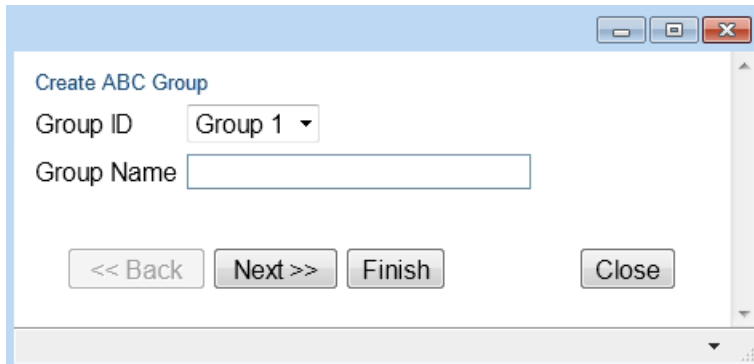 Create ABC Group
Group ID Group 1
Group Name
<< Back Next >> Finish Close